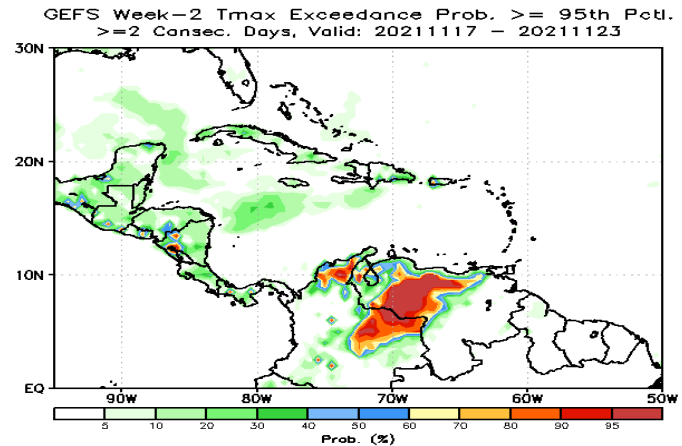 GEFS Week-2 Tmax Exceedance Prob. >= 95th Pctl.
>=2 Consec. Days, Valid: 20211117 - 20211123
30N
20N
10N
EQ
90W 80W 70W 60W 50W
5 10 20 30 40 50 60 70 80 90 95
Prob. (%)